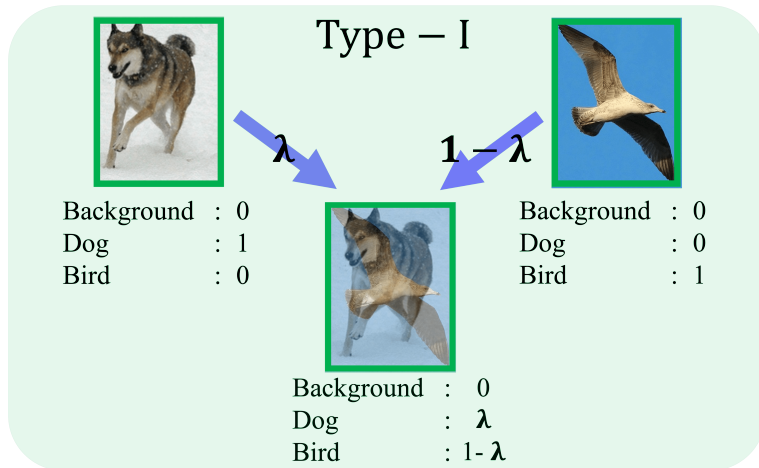 Type − I
λ
1 − λ
Background : 0
Dog : 1
Bird : 0
Background : 0
Dog : 0
Bird : 1
Background : 0
Dog : λ
Bird : 1- λ